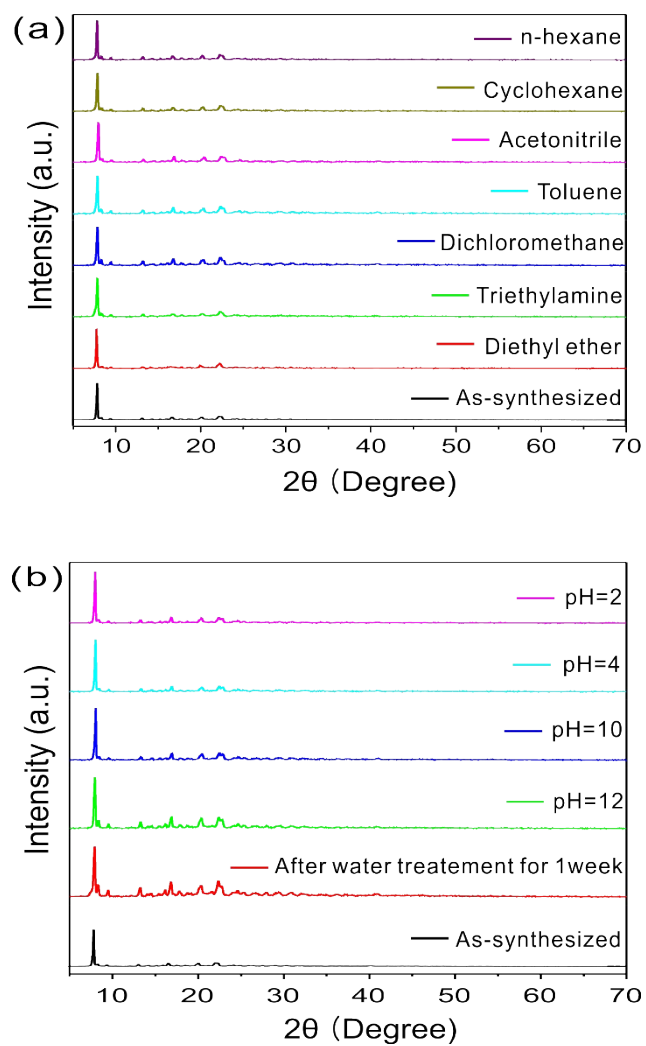 (a)
n-hexane
Cyclohexane
Acetonitrile
Toluene
Dichloromethane
Triethylamine
Diethyl ether
As-synthesized
Intensity (a.u.)
10 20 30 40 50 60 70
2θ (Degree)
(b)
pH=2
pH=4
pH=10
pH=12
After water treatement for 1week
As-synthesized
Intensity (a.u.)
10 20 30 40 50 60 70
2θ (Degree)